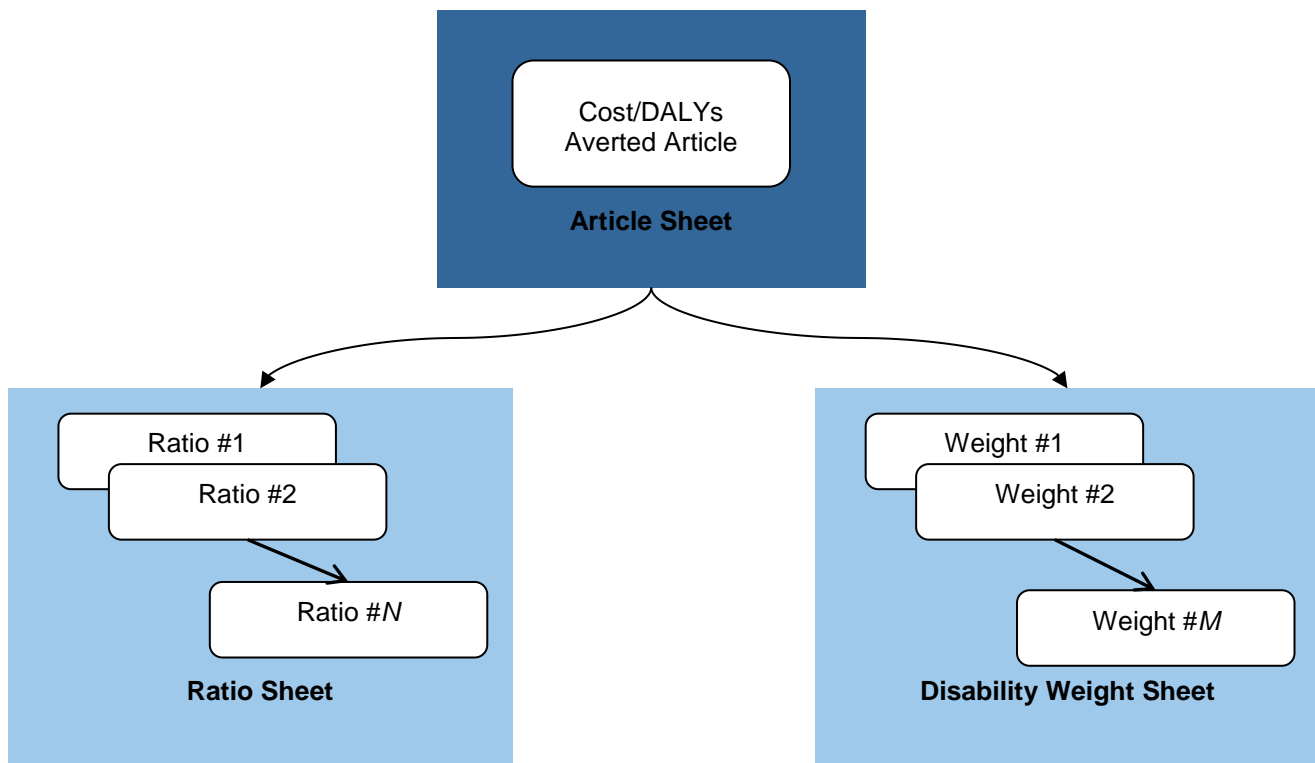 Cost/DALYs
Averted Article
Article Sheet
Ratio #1
Ratio #2
Ratio #N
Ratio Sheet
Weight #1
Weight #2
Weight #M
Disability Weight Sheet